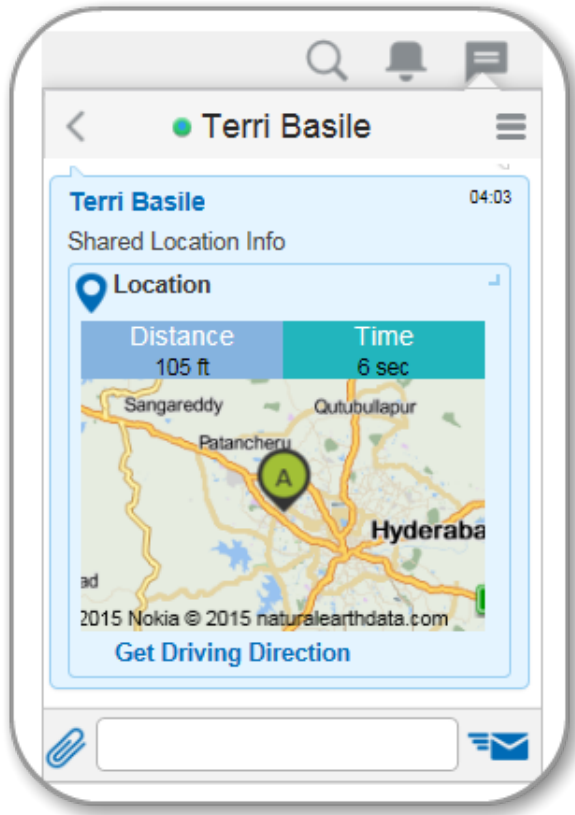 Terri Basile
Terri Basile 04:03
Shared Location Info
Location
Distance Time
105 ft 6 sec
Sangareddy Qutubullapur
Patancheru
A
Hyderaba
ad
2015 Nokia © 2015 naturalearthdata.com
Get Driving Direction